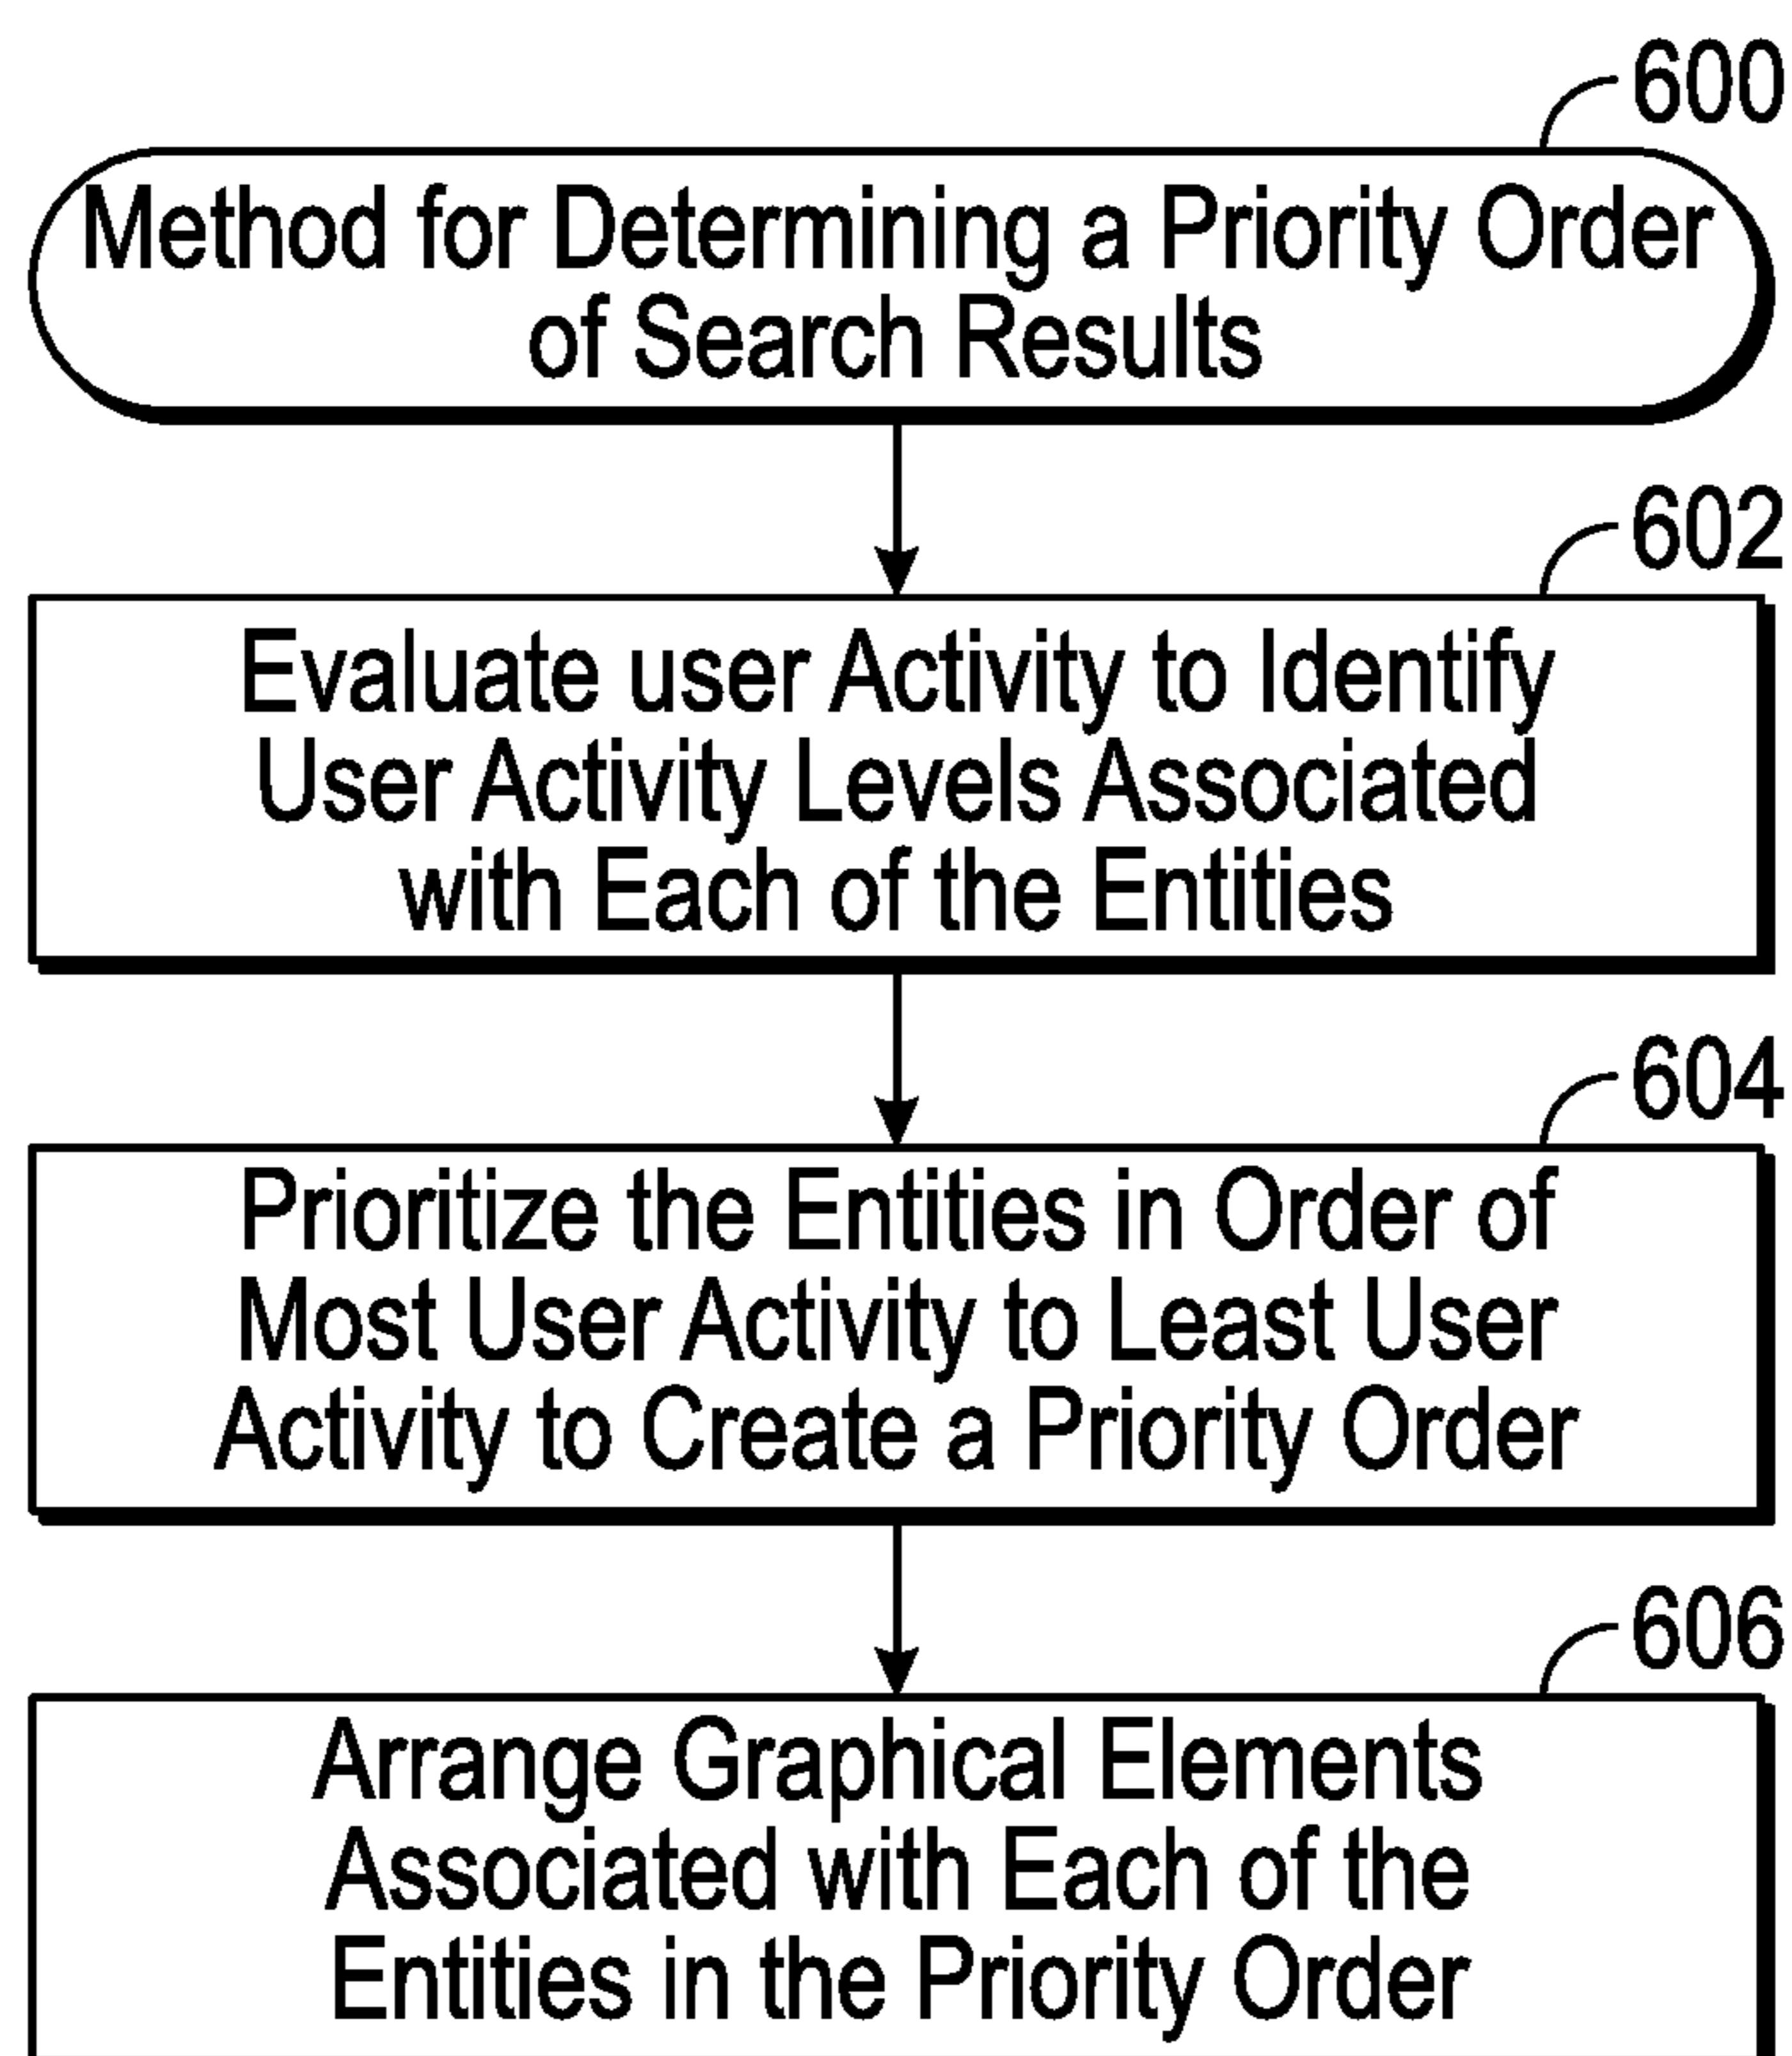 600
Method for Determining a Priority Order
of Search Results
602
Evaluate user Activity to Identify
User Activity Levels Associated
with Each of the Entities
604
Prioritize the Entities in Order of
Most User Activity to Least User
Activity to Create a Priority Order
606
Arrange Graphical Elements
Associated with Each of the
Entities in the Priority Order